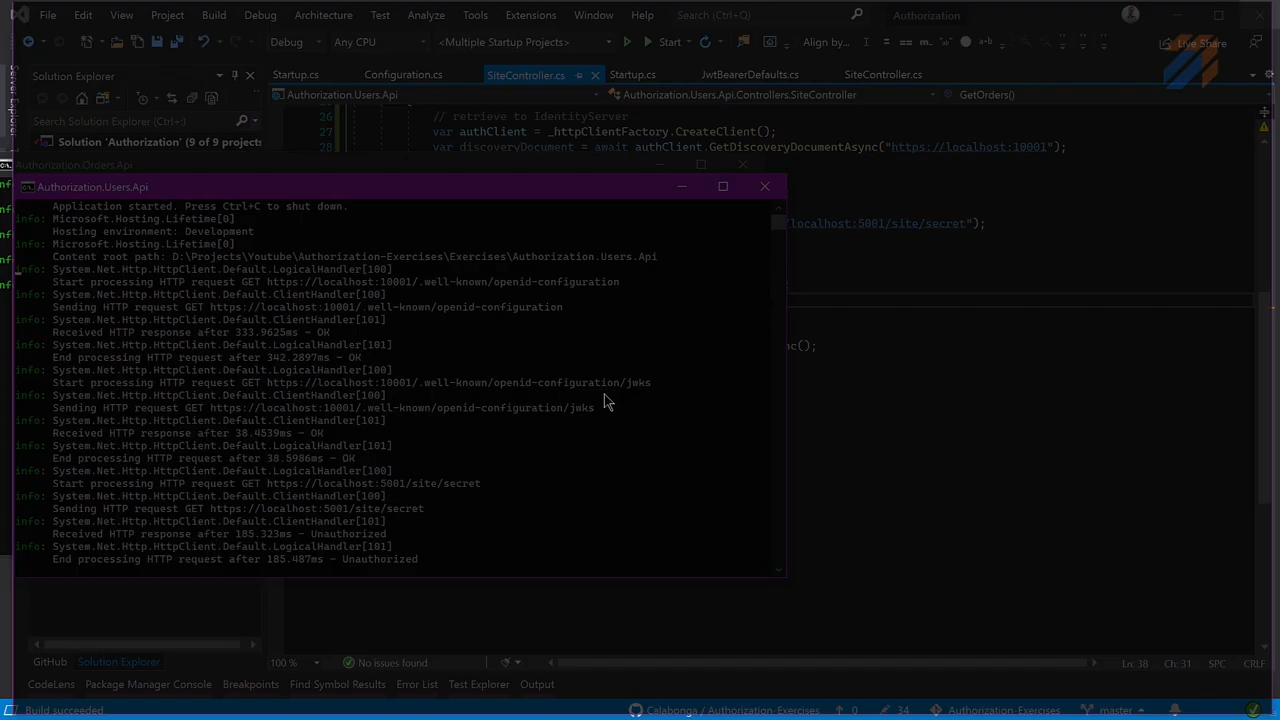 File Edit View Project Build Debug Architecture Test Analyze Tools Extensions Window Help Search (Ctrl+Q) Authorization
Debug Any CPU <Multiple Startup Projects> Start Align by... Live Share
Server Explorer
Solution Explorer
Startup.cs Configuration.cs SiteController.cs Startup.cs JwtBearerDefaults.cs SiteController.cs
Authorization.Users.Api Authorization.Users.Api.Controllers.SiteController GetOrders()
Search Solution Explorer (Ctrl+;)
Solution 'Authorization' (9 of 9 projects
26 // retrieve to IdentityServer
27 var authClient = _httpClientFactory.CreateClient();
28 var discoveryDocument = await authClient.GetDiscoveryDocumentAsync("https://localhost:10001");
/localhost:5001/site/secret");
nc();
Authorization.Orders.Api
Authorization.Users.Api
Application started. Press Ctrl+C to shut down.
info: Microsoft.Hosting.Lifetime[0]
Hosting environment: Development
info: Microsoft.Hosting.Lifetime[0]
Content root path: D:\Projects\Youtube\Authorization-Exercises\Exercises\Authorization.Users.Api
info: System.Net.Http.HttpClient.Default.LogicalHandler[100]
Start processing HTTP request GET https://localhost:10001/.well-known/openid-configuration
info: System.Net.Http.HttpClient.Default.ClientHandler[100]
Sending HTTP request GET https://localhost:10001/.well-known/openid-configuration
info: System.Net.Http.HttpClient.Default.ClientHandler[101]
Received HTTP response after 333.9625ms - OK
info: System.Net.Http.HttpClient.Default.LogicalHandler[101]
End processing HTTP request after 342.2897ms - OK
info: System.Net.Http.HttpClient.Default.LogicalHandler[100]
Start processing HTTP request GET https://localhost:10001/.well-known/openid-configuration/jwks
info: System.Net.Http.HttpClient.Default.ClientHandler[100]
Sending HTTP request GET https://localhost:10001/.well-known/openid-configuration/jwks
info: System.Net.Http.HttpClient.Default.ClientHandler[101]
Received HTTP response after 38.4539ms - OK
info: System.Net.Http.HttpClient.Default.LogicalHandler[101]
End processing HTTP request after 38.5986ms - OK
info: System.Net.Http.HttpClient.Default.LogicalHandler[100]
Start processing HTTP request GET https://localhost:5001/site/secret
info: System.Net.Http.HttpClient.Default.ClientHandler[100]
Sending HTTP request GET https://localhost:5001/site/secret
info: System.Net.Http.HttpClient.Default.ClientHandler[101]
Received HTTP response after 185.323ms - Unauthorized
info: System.Net.Http.HttpClient.Default.LogicalHandler[101]
End processing HTTP request after 185.487ms - Unauthorized
GitHub Solution Explorer 100 % No issues found Ln: 38 Ch: 31 SPC CRLF
CodeLens Package Manager Console Breakpoints Find Symbol Results Error List Test Explorer Output
Build succeeded Calabonga / Authorization-Exercises 0 34 Authorization-Exercises master